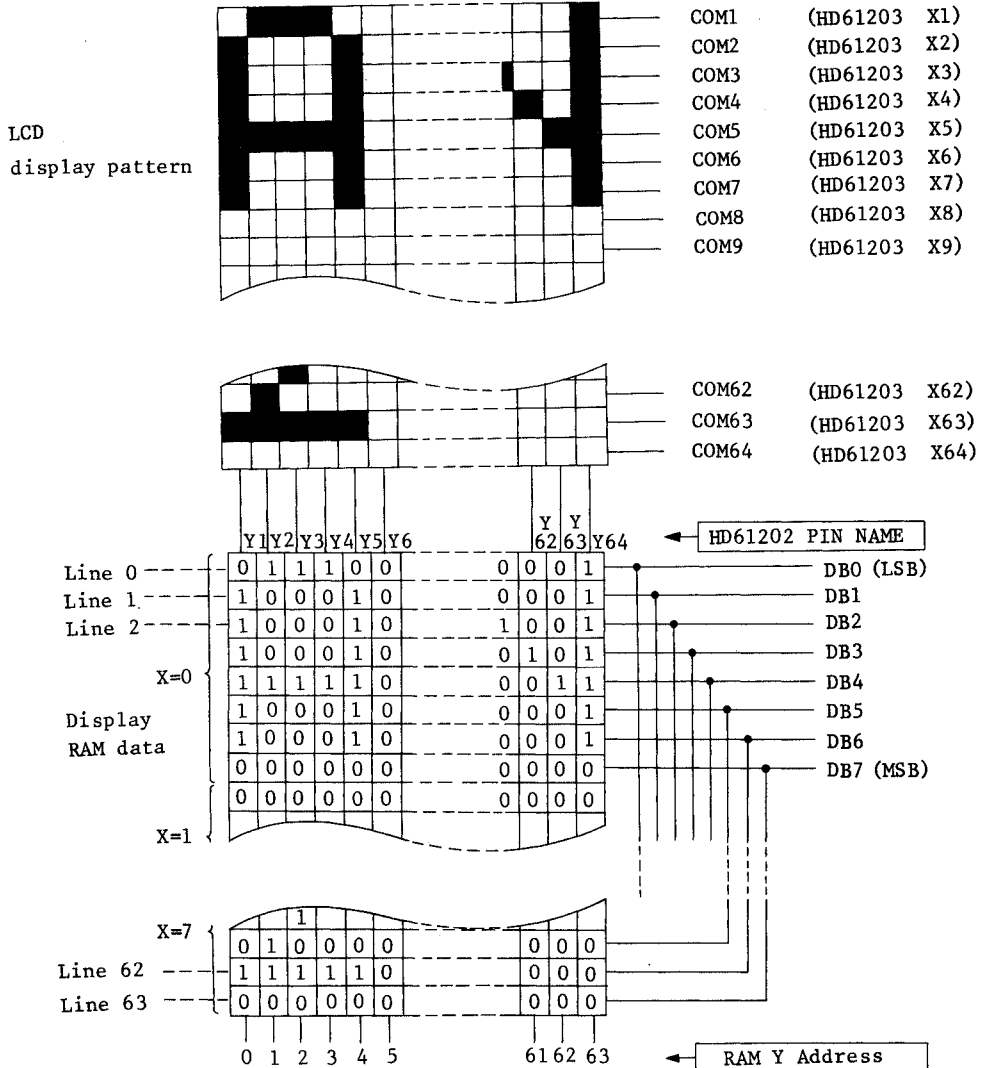 COM1 (HD61203 X1)
COM2 (HD61203 X2)
COM3 (HD61203 X3)
COM4 (HD61203 X4)
LCD
display pattern
COM5 (HD61203 X5)
COM6 (HD61203 X6)
COM7 (HD61203 X7)
COM8 (HD61203 X8)
COM9 (HD61203 X9)
COM62 (HD61203 X62)
COM63 (HD61203 X63)
COM64 (HD61203 X64)
Y1 Y2 Y3 Y4 Y5 Y6 Y62 Y63 Y64
HD61202 PIN NAME
Line 0 0 1 1 1 0 0 0 0 0 1 DB0 (LSB)
Line 1 1 0 0 0 1 0 0 0 0 1 DB1
Line 2 1 0 0 0 1 0 1 0 0 1 DB2
1 0 0 0 1 0 0 1 0 1 DB3
X=0 1 1 1 1 1 0 0 0 1 1 DB4
Display
RAM data
1 0 0 0 1 0 0 0 0 1 DB5
1 0 0 0 1 0 0 0 0 1 DB6
0 0 0 0 0 0 0 0 0 0 DB7 (MSB)
0 0 0 0 0 0 0 0 0 0
X=1
1
X=7
0 1 0 0 0 0 0 0 0
Line 62 1 1 1 1 1 0 0 0 0
Line 63 0 0 0 0 0 0 0 0 0
0 1 2 3 4 5 61 62 63 RAM Y Address